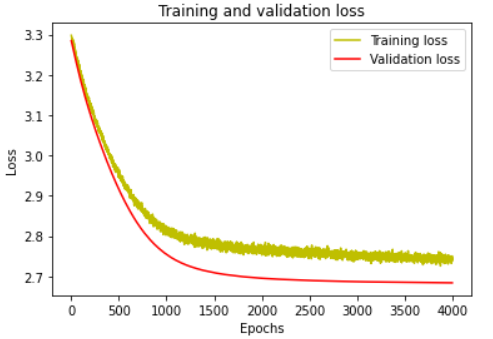 Training and validation loss
3.3
3.2
3.1
3.0
2.9
2.8
2.7
Loss
Training loss
Validation loss
0 500 1000 1500 2000 2500 3000 3500 4000
Epochs